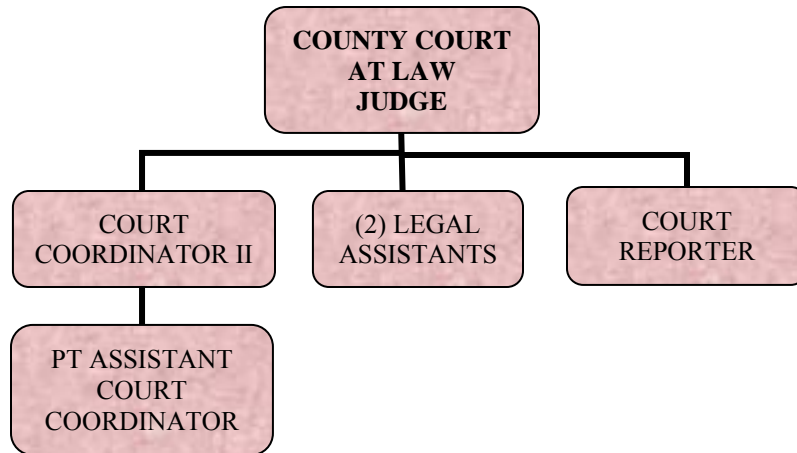 COUNTY COURT
AT LAW
JUDGE
COURT
COORDINATOR II
(2) LEGAL
ASSISTANTS
COURT
REPORTER
PT ASSISTANT
COURT
COORDINATOR